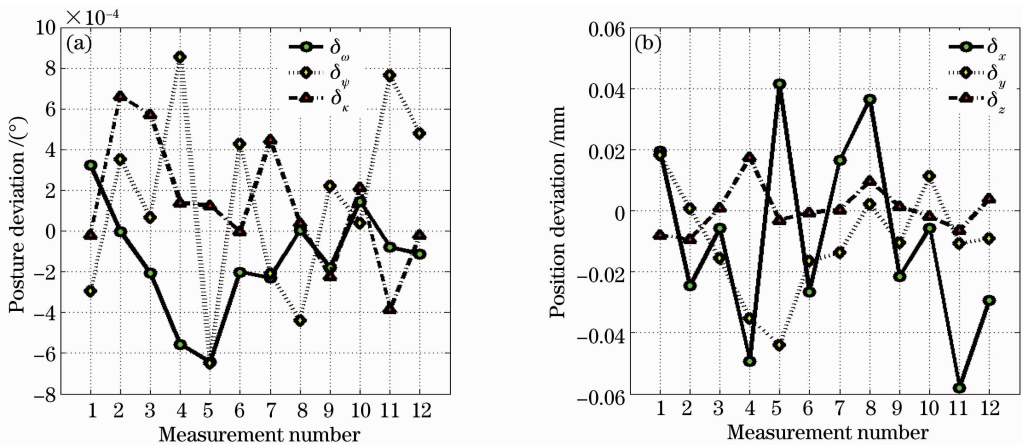 ×10⁻⁴
(a)
δω
δψ
δκ
10
8
6
4
2
0
−2
−4
−6
−8
Posture deviation /(°)
1 2 3 4 5 6 7 8 9 10 11 12
Measurement number
(b)
δx
δy
δz
0.06
0.04
0.02
0
−0.02
−0.04
−0.06
Position deviation /mm
1 2 3 4 5 6 7 8 9 10 11 12
Measurement number